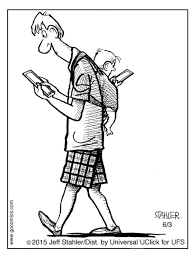 STAHLER.
6/3
www.gocomics.com
©2015 Jeff Stahler/Dist. by Universal UClick for UFS